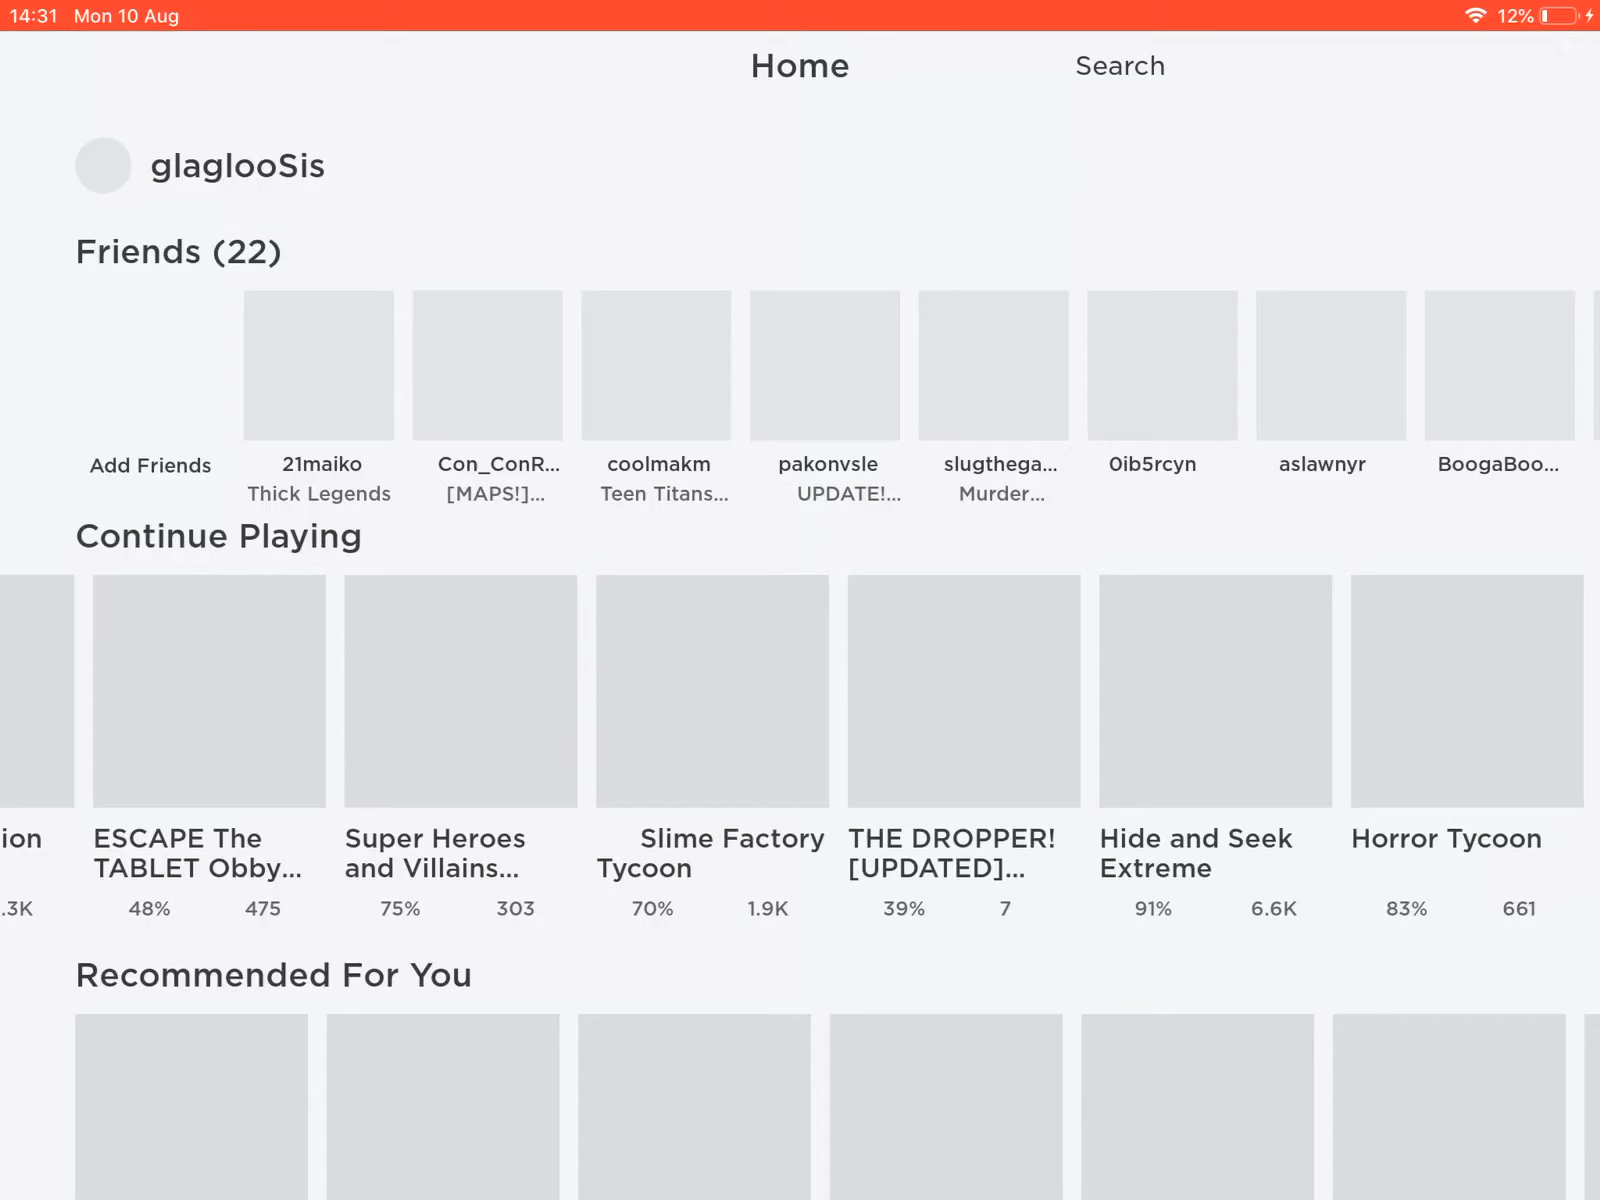 14:31 Mon 10 Aug 12%
Home Search
glaglooSis
Friends (22)
Add Friends 21maiko Con_ConR... coolmakm pakonvsle slugthega... 0ib5rcyn aslawnyr BoogaBoo...
Thick Legends [MAPS!]... Teen Titans... UPDATE!... Murder...
Continue Playing
ion ESCAPE The Super Heroes Slime Factory THE DROPPER! Hide and Seek Horror Tycoon
TABLET Obby... and Villains... Tycoon [UPDATED]... Extreme
.3K 48% 475 75% 303 70% 1.9K 39% 7 91% 6.6K 83% 661
Recommended For You